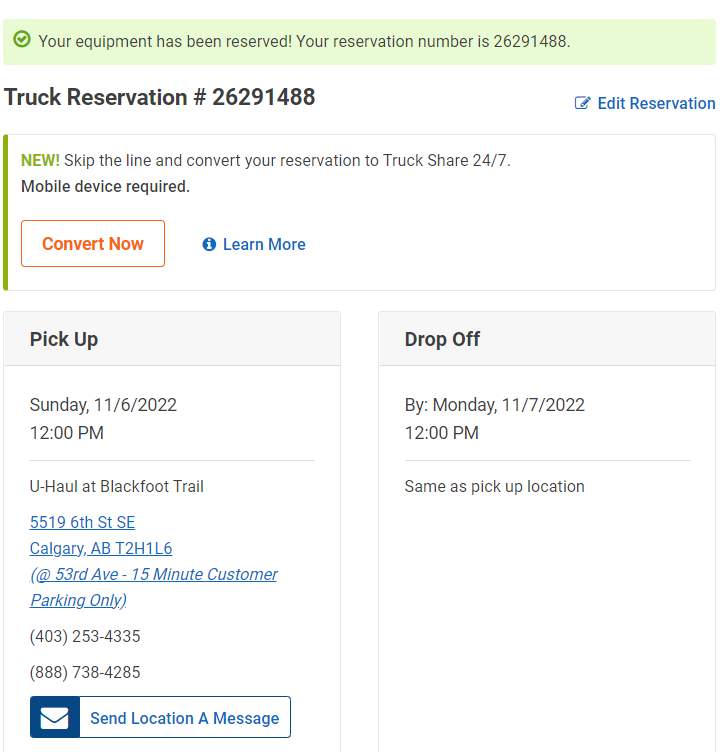 Your equipment has been reserved! Your reservation number is 26291488.
Truck Reservation # 26291488
Edit Reservation
NEW! Skip the line and convert your reservation to Truck Share 24/7.
Mobile device required.
Convert Now
Learn More
Pick Up
Sunday, 11/6/2022
12:00 PM
U-Haul at Blackfoot Trail
5519 6th St SE
Calgary, AB T2H1L6
(@ 53rd Ave - 15 Minute Customer
Parking Only)
(403) 253-4335
(888) 738-4285
Send Location A Message
Drop Off
By: Monday, 11/7/2022
12:00 PM
Same as pick up location